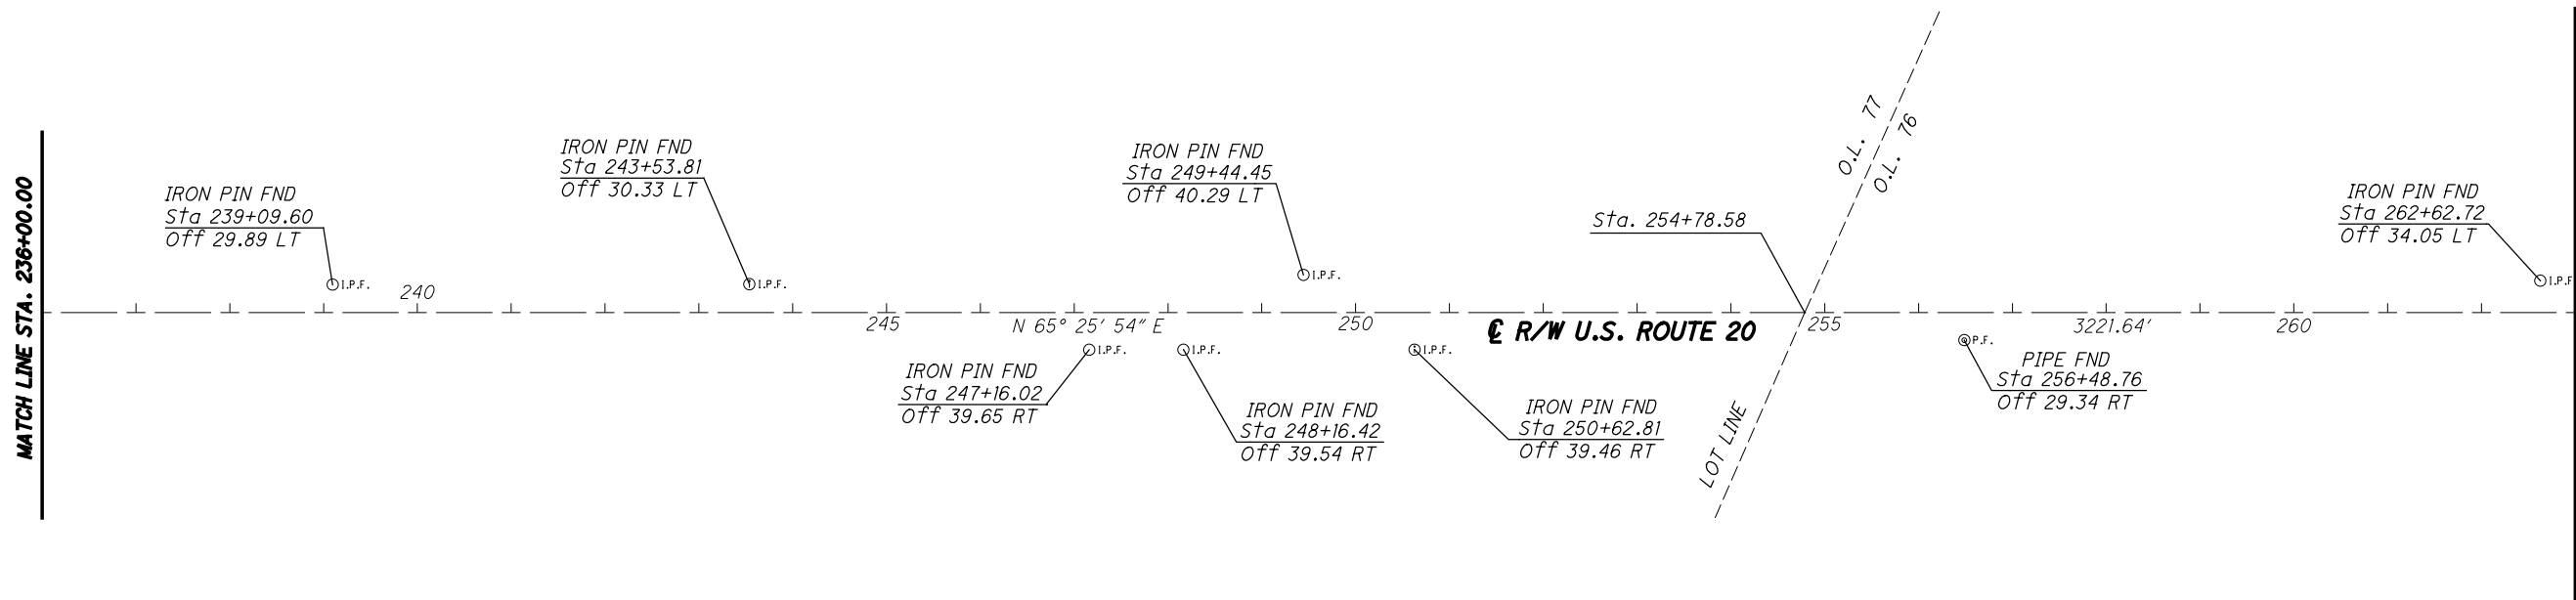 MATCH LINE STA. 236+00.00
IRON PIN FND
Sta 239+09.60
Off 29.89 LT
I.P.F.
240
IRON PIN FND
Sta 243+53.81
Off 30.33 LT
I.P.F.
245
N 65° 25' 54" E
IRON PIN FND
Sta 247+16.02
Off 39.65 RT
I.P.F.
IRON PIN FND
Sta 248+16.42
Off 39.54 RT
I.P.F.
IRON PIN FND
Sta 249+44.45
Off 40.29 LT
I.P.F.
250
I.P.F.
IRON PIN FND
Sta 250+62.81
Off 39.46 RT
℄ R/W U.S. ROUTE 20
Sta. 254+78.58
O.L. 77
O.L. 76
LOT LINE
255
P.F.
PIPE FND
Sta 256+48.76
Off 29.34 RT
3221.64'
260
IRON PIN FND
Sta 262+62.72
Off 34.05 LT
I.P.F